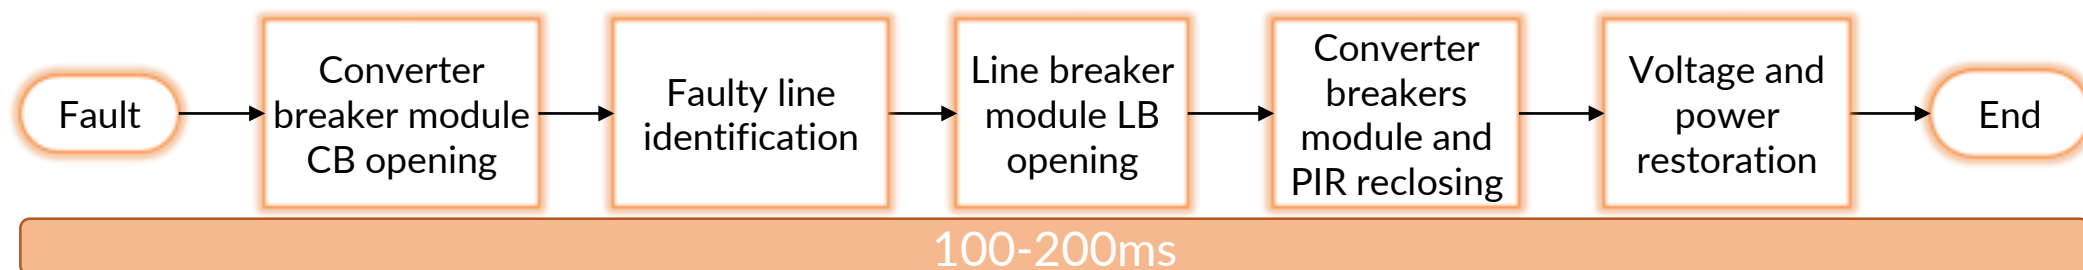 Fault
Converter
breaker module
CB opening
Faulty line
identification
Line breaker
module LB
opening
Converter
breakers
module and
PIR reclosing
Voltage and
power
restoration
End
100-200ms